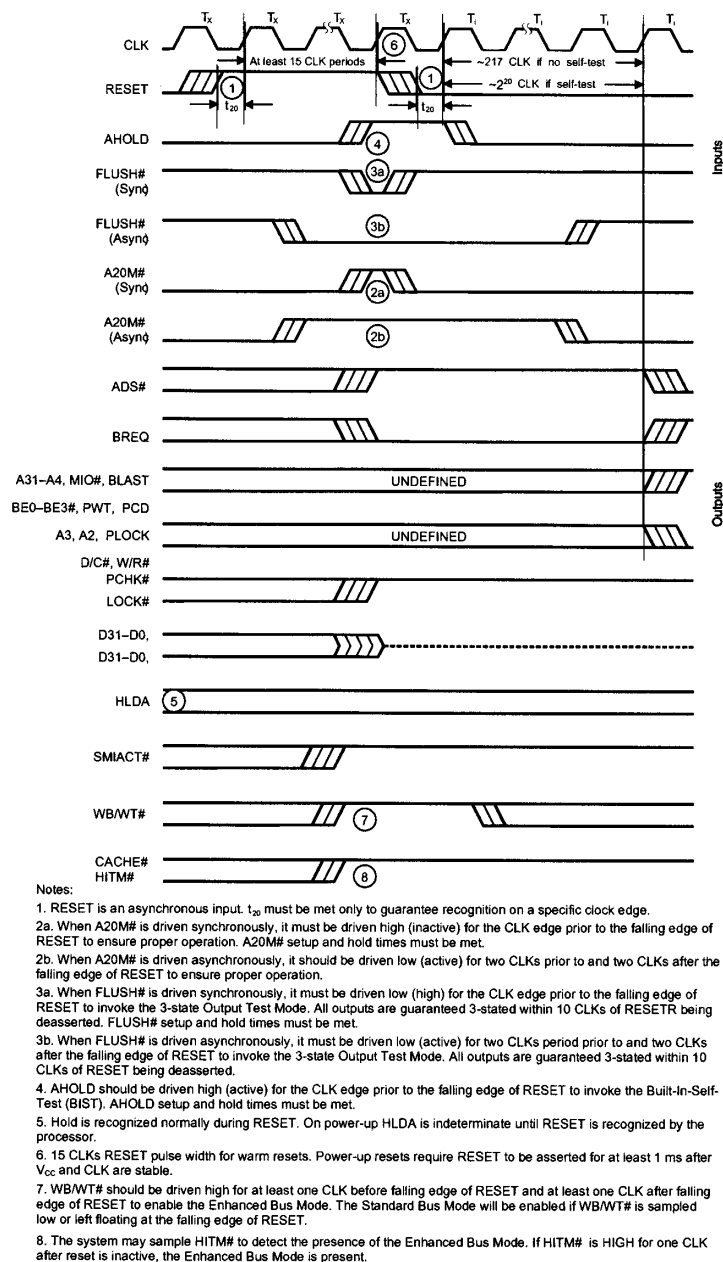 Tx Tx Tx Tx Ti Ti Ti Ti
CLK
6
At least 15 CLK periods
~217 CLK if no self-test
RESET
1
1
~2²⁰ CLK if self-test
t₂₀
t₂₀
AHOLD
4
Inputs
FLUSH#
(Sync)
3a
FLUSH#
(Async)
3b
A20M#
(Sync)
2a
A20M#
(Async)
2b
ADS#
BREQ
A31–A4, MIO#, BLAST
UNDEFINED
BE0–BE3#, PWT, PCD
Outputs
A3, A2, PLOCK
UNDEFINED
D/C#, W/R#
PCHK#
LOCK#
D31–D0,
D31–D0,
HLDA
5
SMIACT#
WB/WT#
7
CACHE#
HITM#
8
Notes:
1. RESET is an asynchronous input. t₂₀ must be met only to guarantee recognition on a specific clock edge.
2a. When A20M# is driven synchronously, it must be driven high (inactive) for the CLK edge prior to the falling edge of
RESET to ensure proper operation. A20M# setup and hold times must be met.
2b. When A20M# is driven asynchronously, it should be driven low (active) for two CLKs prior to and two CLKs after the
falling edge of RESET to ensure proper operation.
3a. When FLUSH# is driven synchronously, it must be driven low (high) for the CLK edge prior to the falling edge of
RESET to invoke the 3-state Output Test Mode. All outputs are guaranteed 3-stated within 10 CLKs of RESETR being
deasserted. FLUSH# setup and hold times must be met.
3b. When FLUSH# is driven asynchronously, it must be driven low (active) for two CLKs period prior to and two CLKs
after the falling edge of RESET to invoke the 3-state Output Test Mode. All outputs are guaranteed 3-stated within 10
CLKs of RESET being deasserted.
4. AHOLD should be driven high (active) for the CLK edge prior to the falling edge of RESET to invoke the Built-In-Self-
Test (BIST). AHOLD setup and hold times must be met.
5. Hold is recognized normally during RESET. On power-up HLDA is indeterminate until RESET is recognized by the
processor.
6. 15 CLKs RESET pulse width for warm resets. Power-up resets require RESET to be asserted for at least 1 ms after
VCC and CLK are stable.
7. WB/WT# should be driven high for at least one CLK before falling edge of RESET and at least one CLK after falling
edge of RESET to enable the Enhanced Bus Mode. The Standard Bus Mode will be enabled if WB/WT# is sampled
low or left floating at the falling edge of RESET.
8. The system may sample HITM# to detect the presence of the Enhanced Bus Mode. If HITM# is HIGH for one CLK
after reset is inactive, the Enhanced Bus Mode is present.